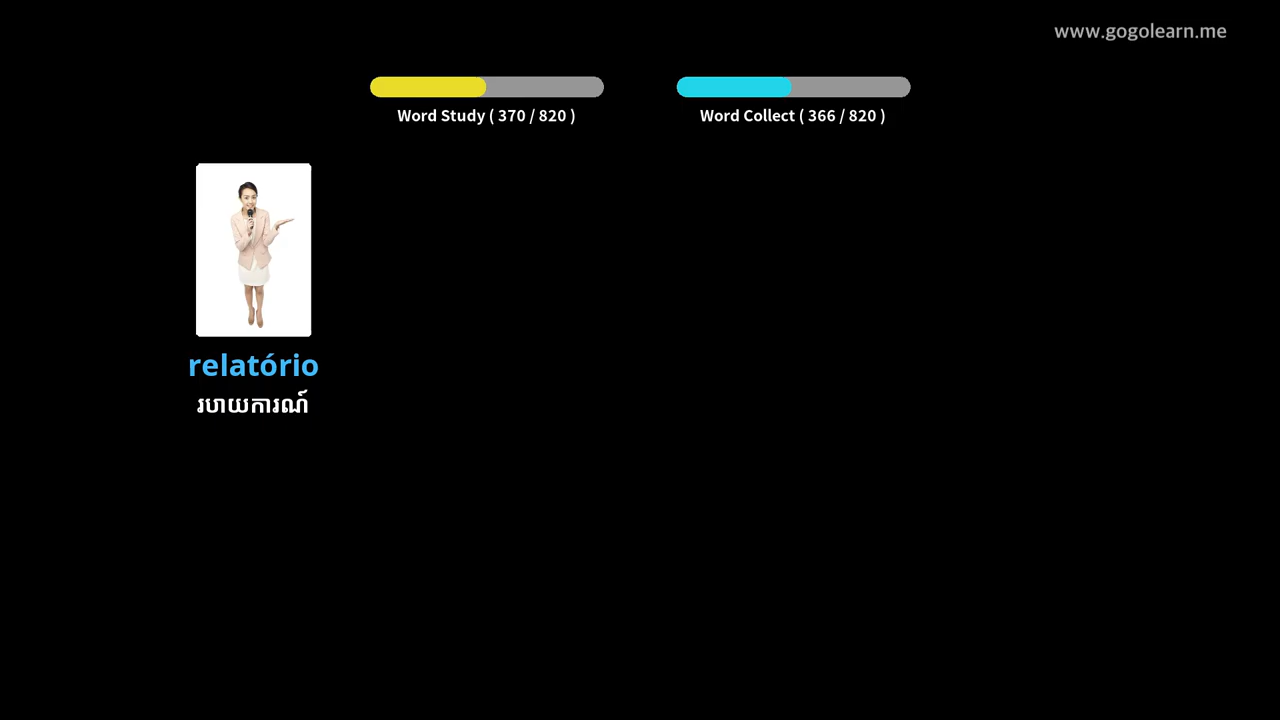 www.gogolearn.me
Word Study ( 370 / 820 )
Word Collect ( 366 / 820 )
relatório
របាយការណ៍